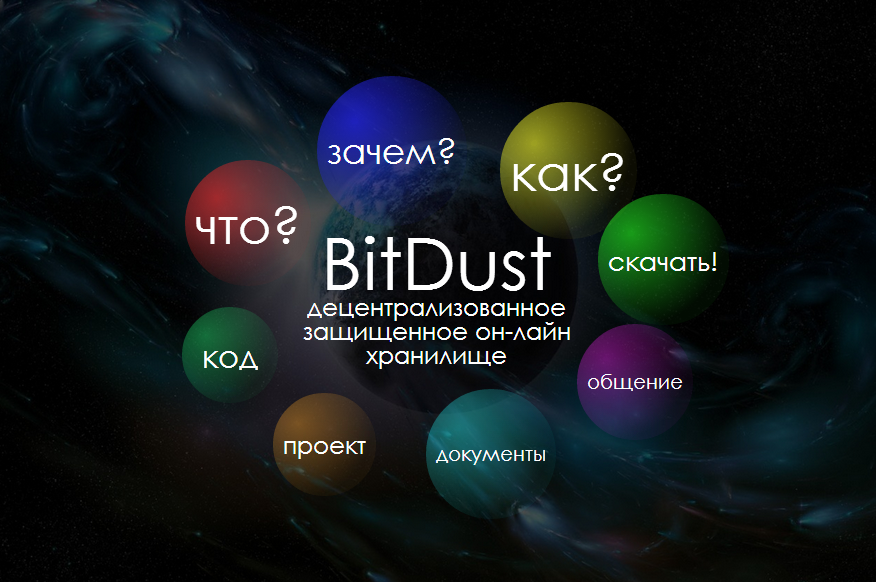 зачем?
как?
что?
скачать!
BitDust
децентрализованное
защищенное он-лайн
хранилище
код
общение
проект
документы